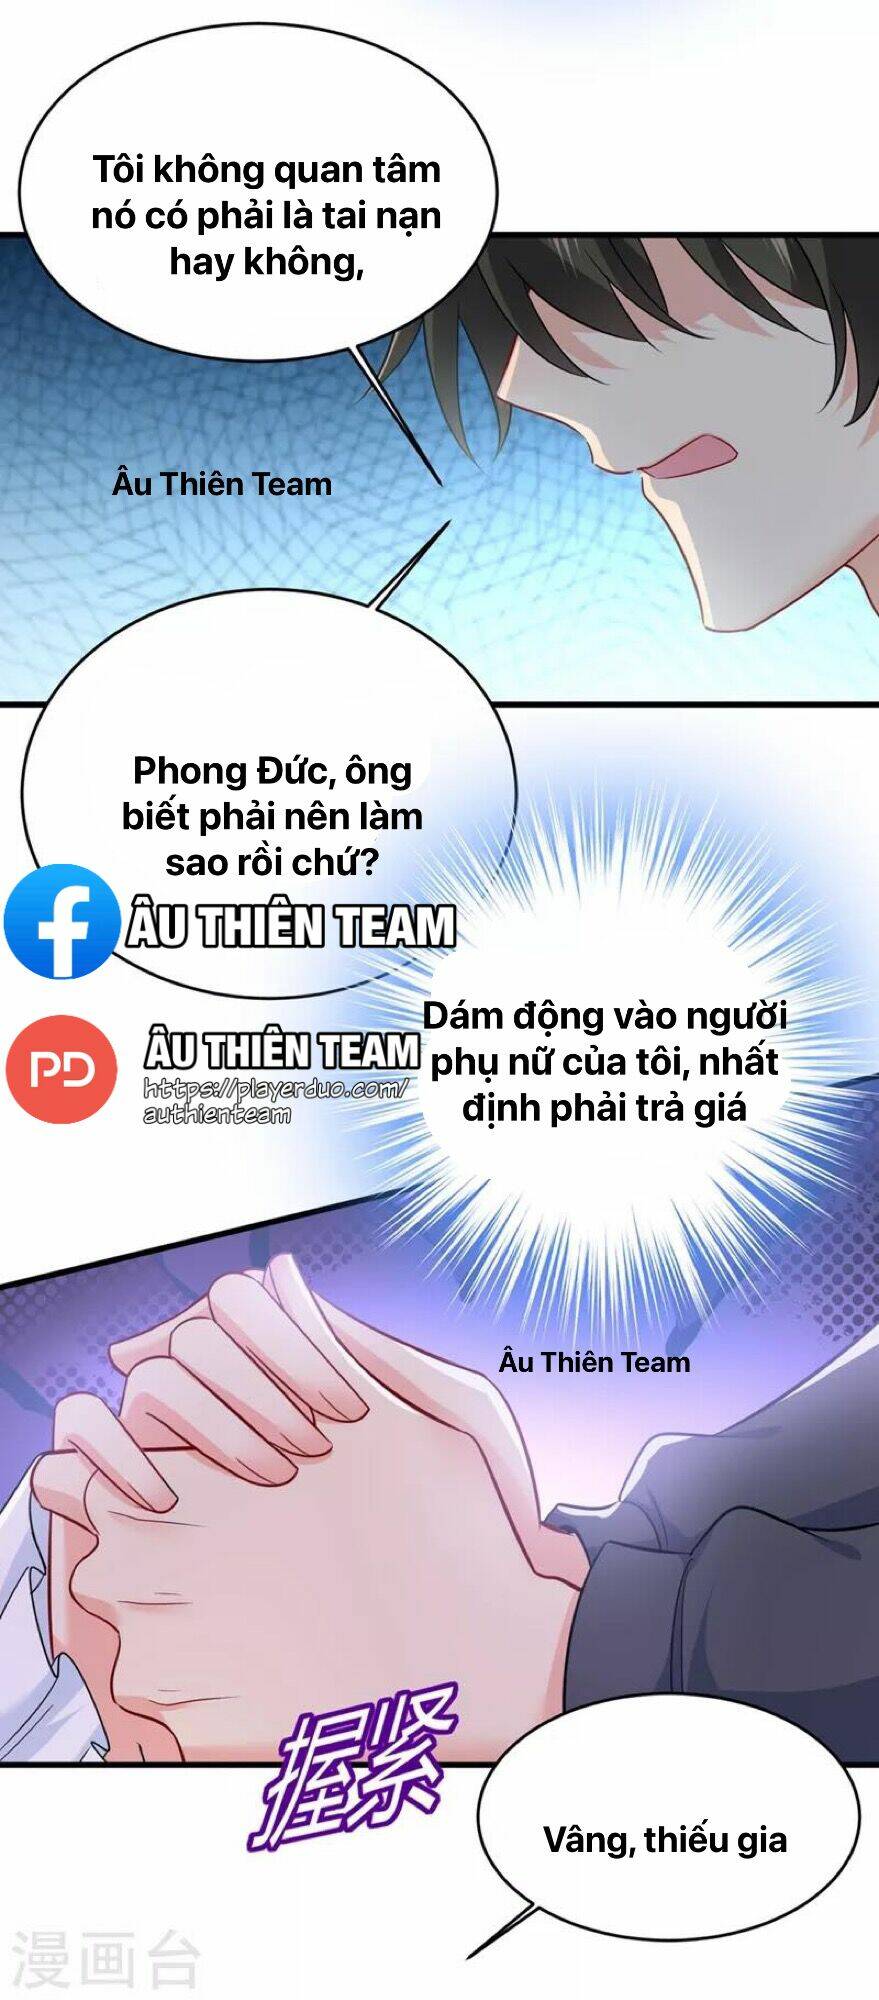 Tôi không quan tâm
nó có phải là tai nạn
hay không,
Âu Thiên Team
Phong Đức, ông
biết phải nên làm
sao rồi chứ?
ÂU THIÊN TEAM
Dám động vào người
phụ nữ của tôi, nhất
định phải trả giá
PD
ÂU THIÊN TEAM
https://playerduo.com/
authienteam
Âu Thiên Team
握紧
Vâng, thiếu gia
漫画台